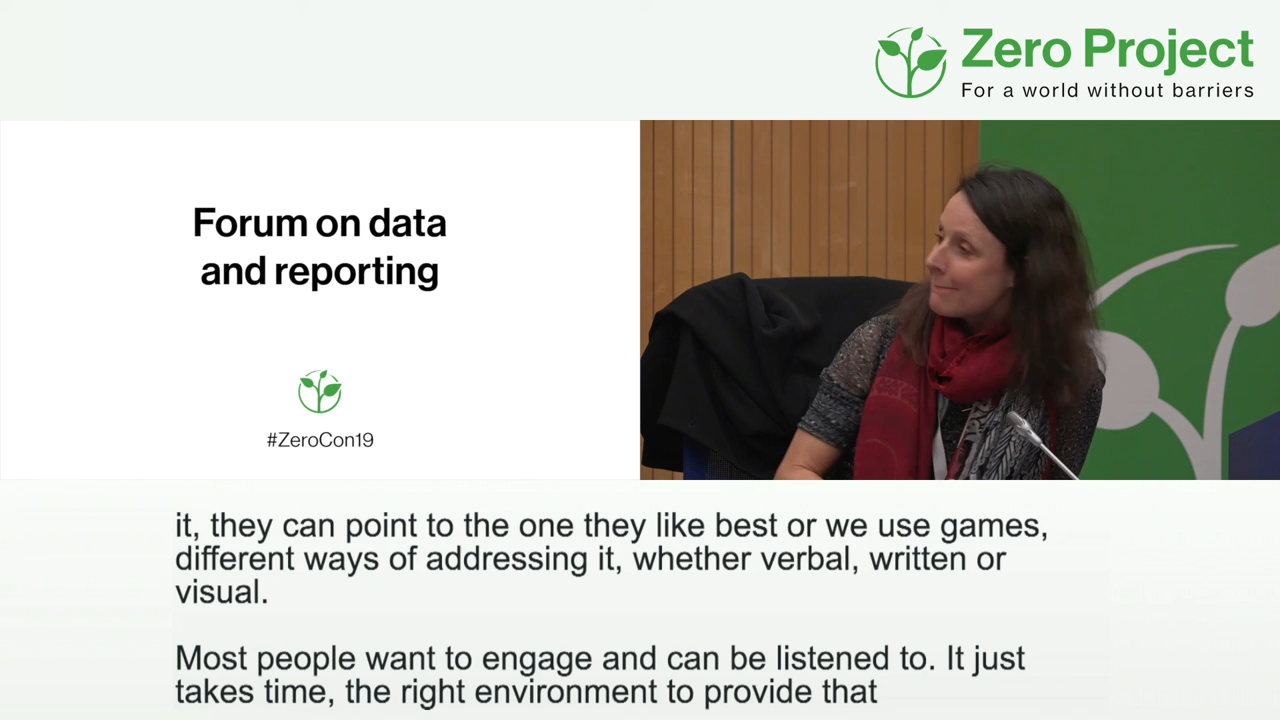 Zero Project
For a world without barriers
Forum on data
and reporting
#ZeroCon19
it, they can point to the one they like best or we use games,
different ways of addressing it, whether verbal, written or
visual.
Most people want to engage and can be listened to. It just
takes time, the right environment to provide that